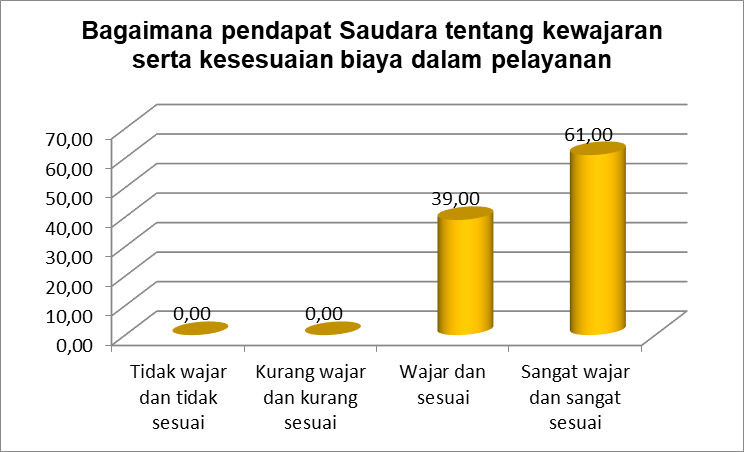 Bagaimana pendapat Saudara tentang kewajaran
serta kesesuaian biaya dalam pelayanan
70,00
60,00
50,00
40,00
30,00
20,00
10,00
0,00
0,00
0,00
39,00
61,00
Tidak wajar
dan tidak
sesuai
Kurang wajar
dan kurang
sesuai
Wajar dan
sesuai
Sangat wajar
dan sangat
sesuai